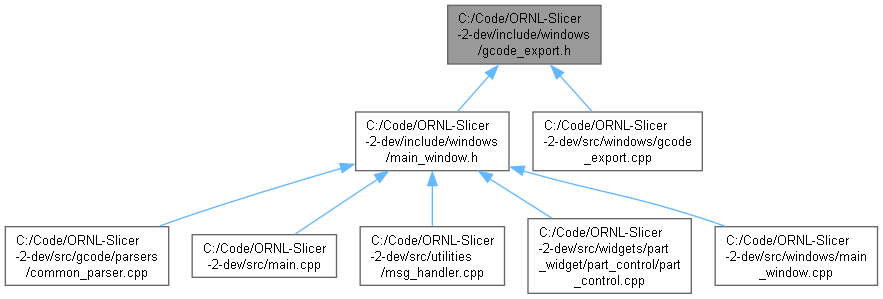 C:/Code/ORNL-Slicer
-2-dev/include/windows
/gcode_export.h
C:/Code/ORNL-Slicer
-2-dev/include/windows
/main_window.h
C:/Code/ORNL-Slicer
-2-dev/src/windows/gcode
_export.cpp
C:/Code/ORNL-Slicer
-2-dev/src/gcode/parsers
/common_parser.cpp
C:/Code/ORNL-Slicer
-2-dev/src/main.cpp
C:/Code/ORNL-Slicer
-2-dev/src/utilities
/msg_handler.cpp
C:/Code/ORNL-Slicer
-2-dev/src/widgets/part
_widget/part_control/part
_control.cpp
C:/Code/ORNL-Slicer
-2-dev/src/windows/main
_window.cpp